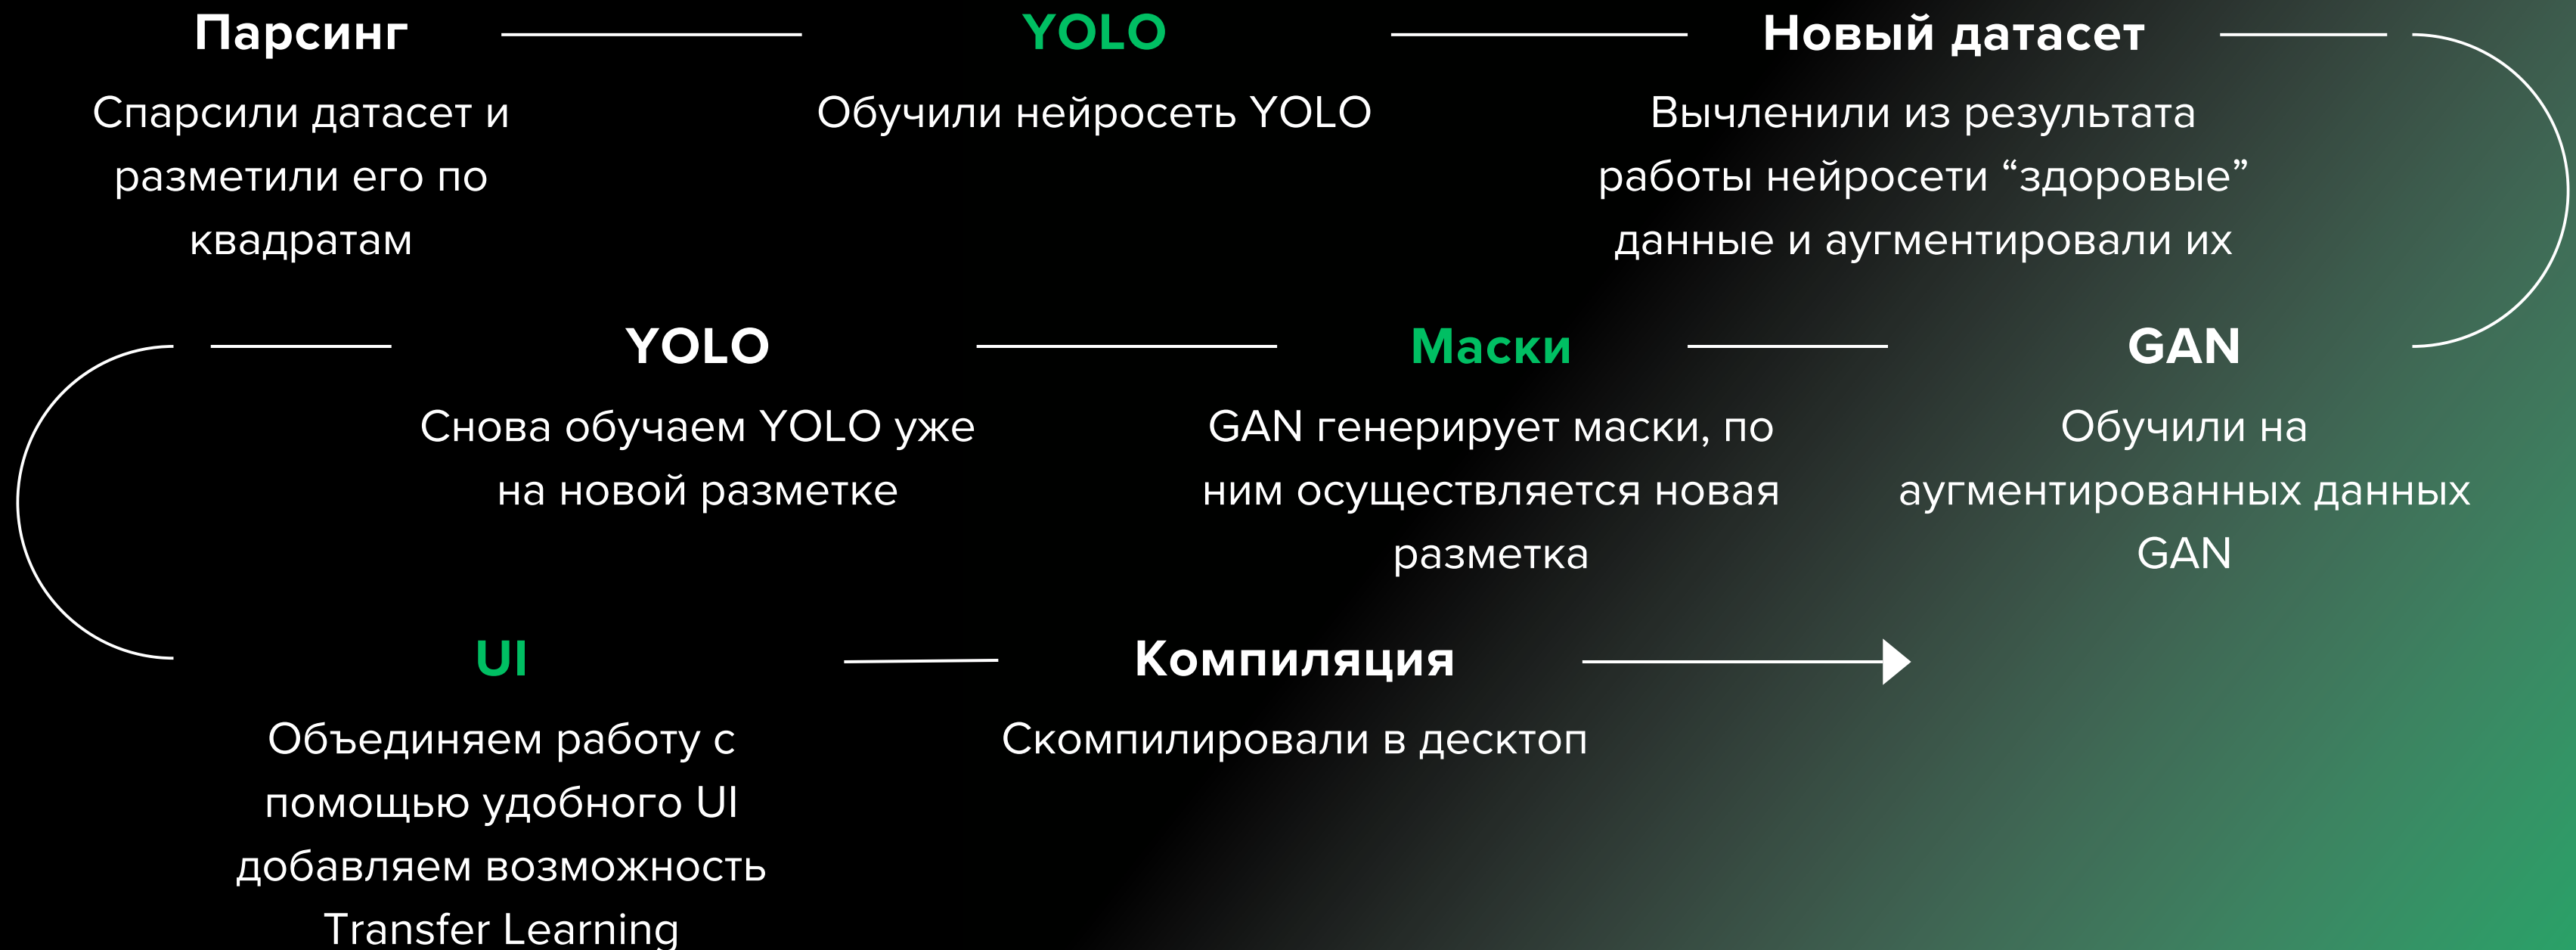 Парсинг
Спарсили датасет и
разметили его по
квадратам
YOLO
Обучили нейросеть YOLO
Новый датасет
Вычленили из результата
работы нейросети “здоровые”
данные и аугментировали их
GAN
Обучили на
аугментированных данных
GAN
Маски
GAN генерирует маски, по
ним осуществляется новая
разметка
YOLO
Снова обучаем YOLO уже
на новой разметке
UI
Объединяем работу с
помощью удобного UI
добавляем возможность
Transfer Learning
Компиляция
Скомпилировали в десктоп